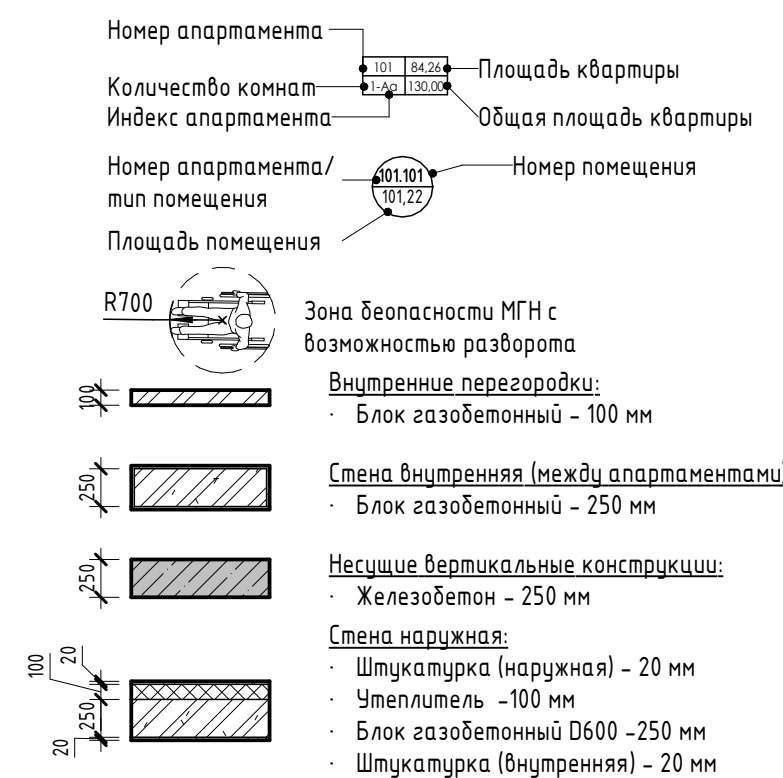 Номер апартамента
101 84,26
Площадь квартиры
Количество комнат
1-Аа 130,00
Индекс апартамента
Общая площадь квартиры
Номер апартамента/
тип помещения
101.101
101,22
Номер помещения
Площадь помещения
R700
Зона беопасности МГН с
возможностью разворота
100
Внутренние перегородки:
· Блок газобетонный – 100 мм
250
Стена внутренняя (между апартаментами)
· Блок газобетонный – 250 мм
250
Несущие вертикальные конструкции:
· Железобетон – 250 мм
Стена наружная:
20
100
250
20
· Штукатурка (наружная) – 20 мм
· Утеплитель –100 мм
· Блок газобетонный D600 –250 мм
· Штукатурка (внутренняя) – 20 мм